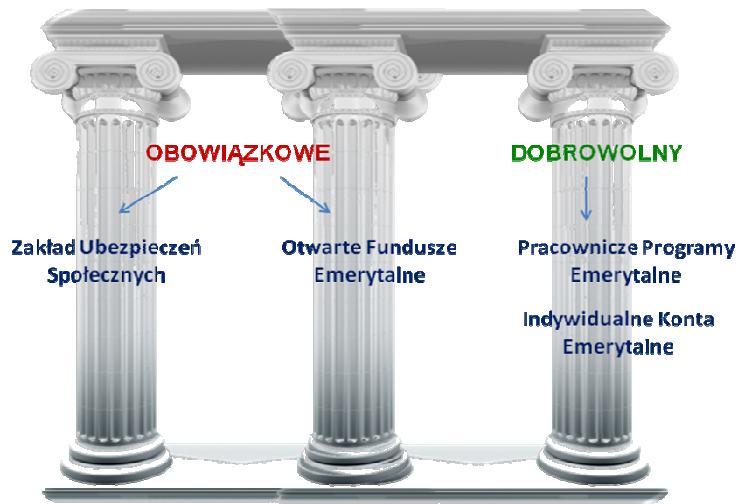 OBOWIĄZKOWE
DOBROWOLNY
Zakład Ubezpieczeń
Społecznych
Otwarte Fundusze
Emerytalne
Pracownicze Programy
Emerytalne
Indywidualne Konta
Emerytalne